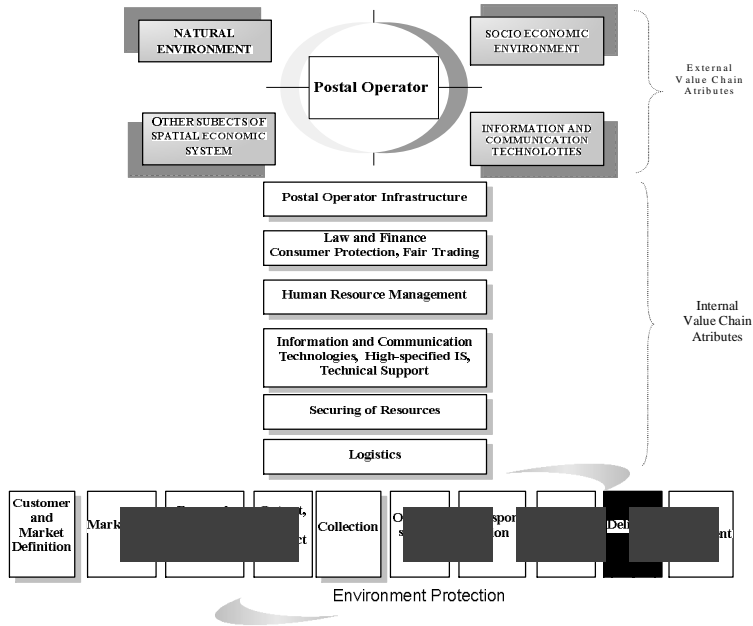 NATURAL
ENVIRONMENT
SOCIO ECONOMIC
ENVIRONMENT
Postal Operator
External
Value Chain
Atributes
OTHER SUBECTS OF
SPATIAL ECONOMIC
SYSTEM
INFORMATION AND
COMMUNICATION
TECHNOLOTIES
Postal Operator Infrastructure
Law and Finance
Consumer Protection, Fair Trading
Human Resource Management
Internal
Value Chain
Atributes
Information and Communication
Technologies, High-specified IS,
Technical Support
Securing of Resources
Logistics
Customer
and
Market
Definition
Collection
Environment Protection